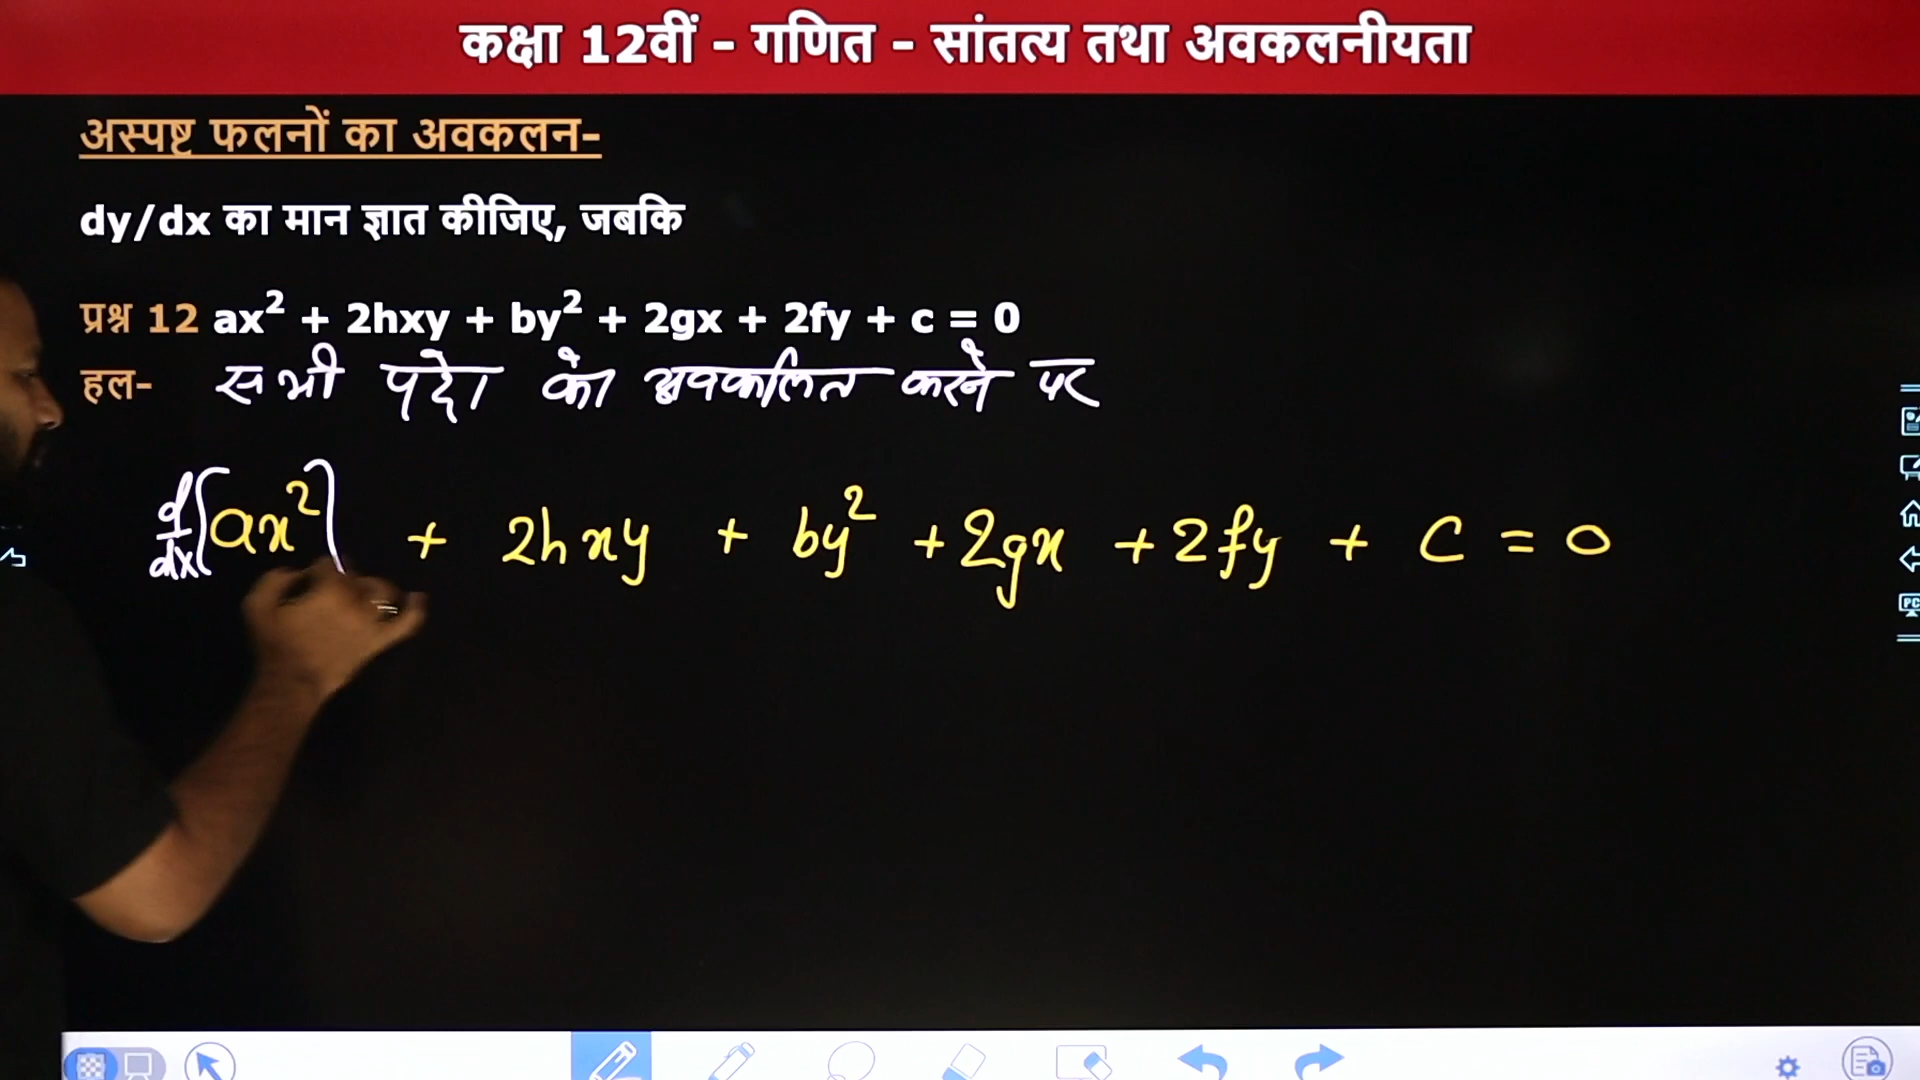 कक्षा 12वीं - गणित - सांतत्य तथा अवकलनीयता
अस्पष्ट फलनों का अवकलन-
dy/dx का मान ज्ञात कीजिए, जबकि
प्रश्न 12 ax² + 2hxy + by² + 2gx + 2fy + c = 0
हल- सभी पदो को अवकलित करने पर
d/dx(ax²) + 2hxy + by² + 2gx + 2fy + c = 0